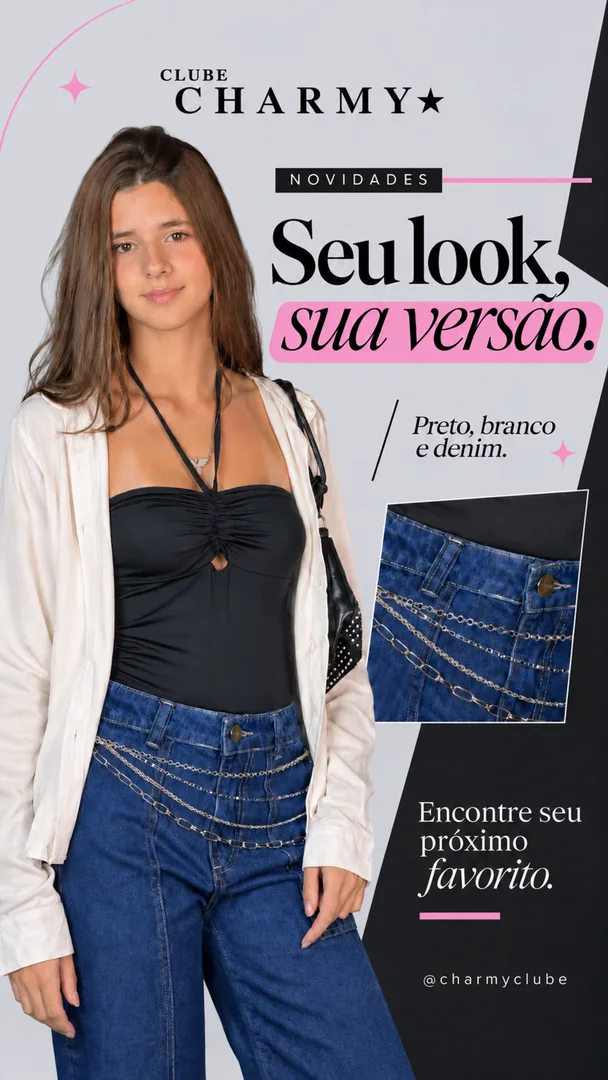 CLUBE
CHARMY★
NOVIDADES
Seu look,
sua versão.
Preto, branco
e denim.
Encontre seu
próximo
favorito.
@charmyclube